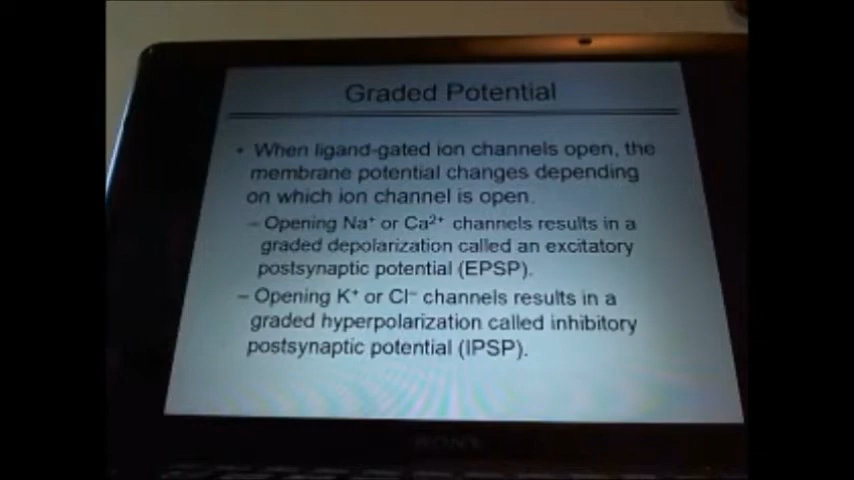 Graded Potential
• When ligand-gated ion channels open, the
membrane potential changes depending
on which ion channel is open.
– Opening Na⁺ or Ca²⁺ channels results in a
graded depolarization called an excitatory
postsynaptic potential (EPSP).
– Opening K⁺ or Cl⁻ channels results in a
graded hyperpolarization called inhibitory
postsynaptic potential (IPSP).
SONY